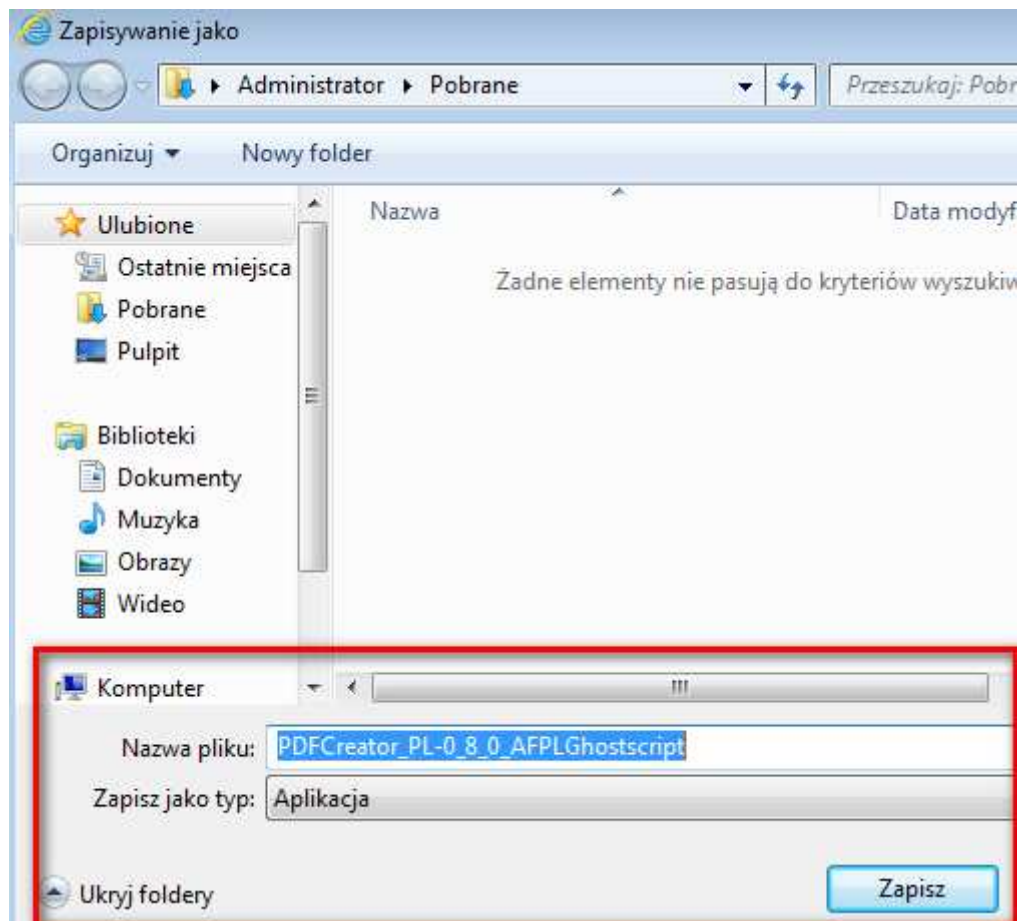 Zapisywanie jako
Administrator Pobrane
Przeszukaj: Pobr
Organizuj Nowy folder
Ulubione
Ostatnie miejsca
Pobrane
Pulpit
Biblioteki
Dokumenty
Muzyka
Obrazy
Wideo
Komputer
Nazwa
Data modyf
Żadne elementy nie pasują do kryteriów wyszukiw
Nazwa pliku: PDFCreator_PL-0_8_0_AFPLGhostscript
Zapisz jako typ: Aplikacja
Ukryj foldery
Zapisz